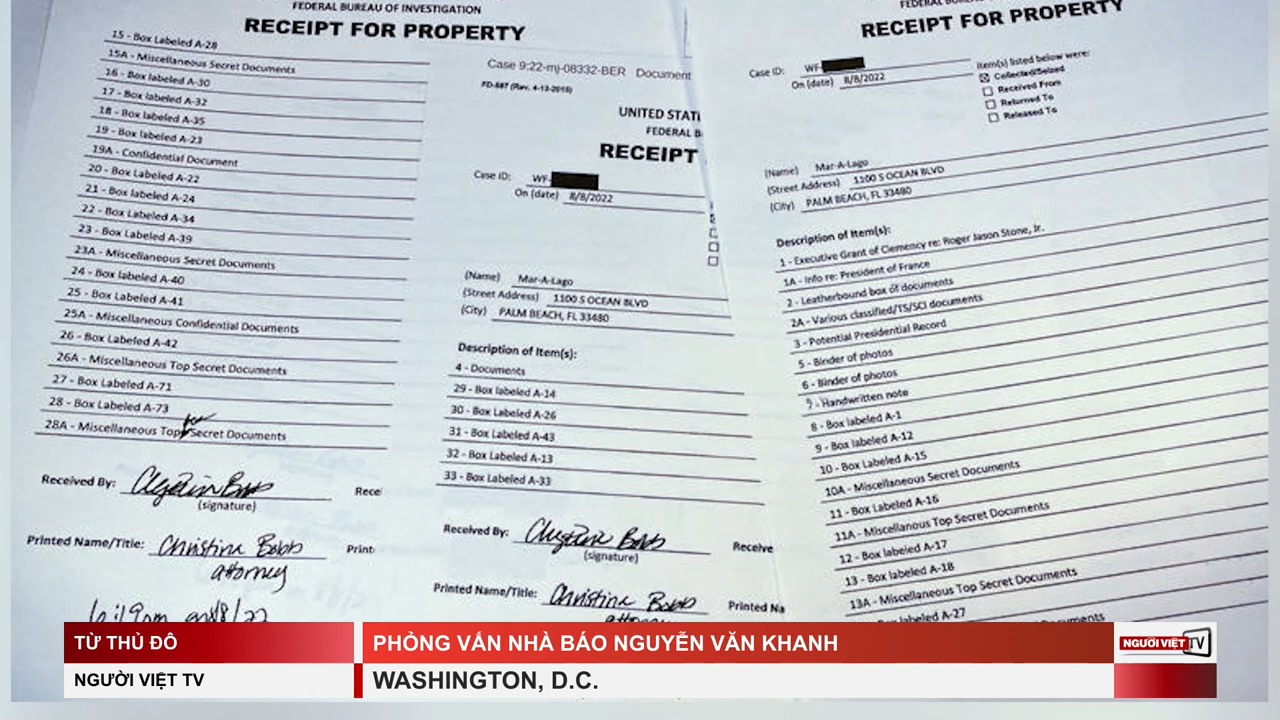 FEDERAL BUREAU OF INVESTIGATION
RECEIPT FOR PROPERTY
15 - Box Labeled A-28
15A - Miscellaneous Secret Documents
16 - Box labeled A-30
17 - Box labeled A-32
18 - Box labeled A-35
19 - Box labeled A-23
19A - Confidential Document
20 - Box Labeled A-22
21 - Box labeled A-24
22 - Box Labeled A-34
23 - Box Labeled A-39
23A - Miscellaneous Secret Documents
24 - Box labeled A-40
25 - Box Labeled A-41
25A - Miscellaneous Confidential Documents
26 - Box Labeled A-42
26A - Miscellaneous Top Secret Documents
27 - Box Labeled A-71
28 - Box Labeled A-73
28A - Miscellaneous Top Secret Documents
Received By:
(signature)
Printed Name/Title: Christina Bobb
attorney
Case 9:22-mj-08332-BER Document
FD-597 (Rev. 4-13-2015)
UNITED
FEDERAL
RECEIPT
Case ID: WF-
On (date) 8/8/2022
(Name) Mar-A-Lago
(Street Address) 1100 S OCEAN BLVD
(City) PALM BEACH, FL 33480
Description of Item(s):
4 - Documents
29 - Box labeled A-14
30 - Box Labeled A-26
31 - Box Labeled A-43
32 - Box Labeled A-13
33 - Box Labeled A-33
Received By: Receive
(signature)
Printed Name/Title: Christina Bobb Printed Na
RECEIPT FOR PROPERTY
Case ID: WF-
On (date) 8/8/2022
Item(s) listed below were:
Collected/Seized
Received From
Returned To
Released To
(Name) Mar-A-Lago
(Street Address) 1100 S OCEAN BLVD
(City) PALM BEACH, FL 33480
Description of Item(s):
1 - Executive Grant of Clemency re: Roger Jason Stone, Jr.
1A - Info re: President of France
2 - Leatherbound box of documents
2A - Various classified/TS/SCI documents
3 - Potential Presidential Record
5 - Binder of photos
6 - Binder of photos
7 - Handwritten note
8 - Box labeled A-1
9 - Box labeled A-12
10 - Box Labeled A-15
10A - Miscellaneous Secret Documents
11 - Box Labeled A-16
11A - Miscellaneous Top Secret Documents
12 - Box labeled A-17
13 - Box labeled A-18
13A - Miscellaneous Top Secret Documents
labeled A-27
TỪ THỦ ĐÔ
PHỎNG VẤN NHÀ BÁO NGUYỄN VĂN KHANH
NGƯỜI VIỆT TV
WASHINGTON, D.C.
NGƯỜI VIỆT TV